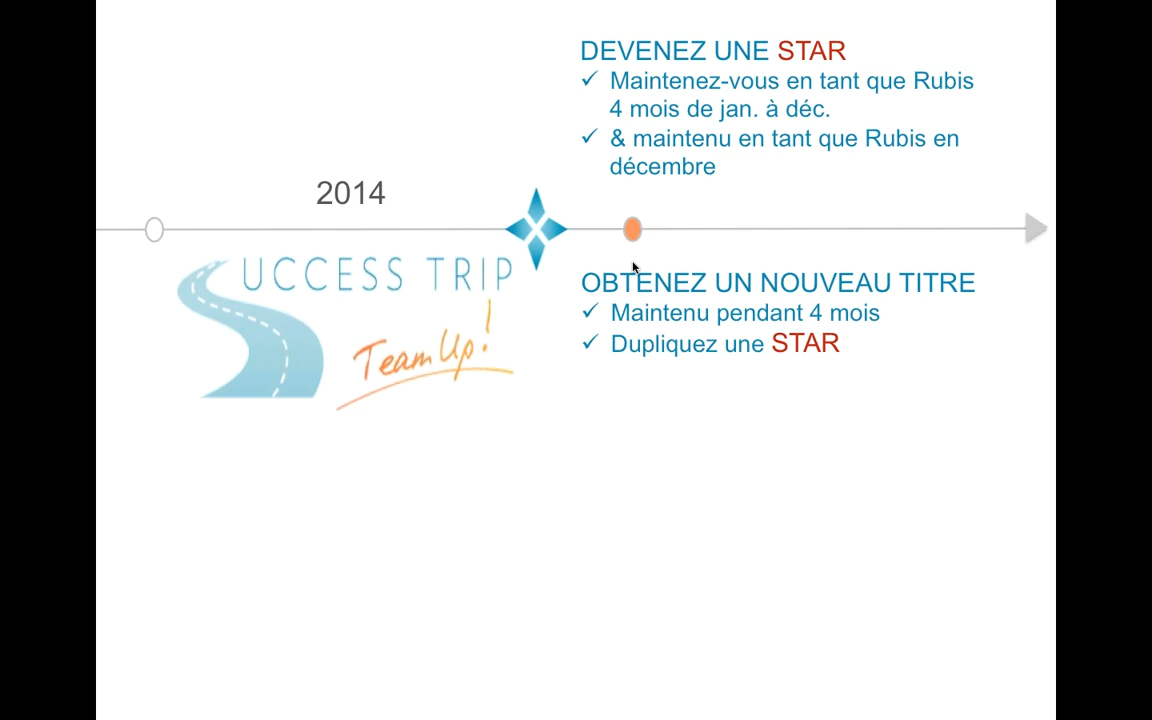 DEVENEZ UNE STAR
✓ Maintenez-vous en tant que Rubis
4 mois de jan. à déc.
✓ & maintenu en tant que Rubis en
décembre
2014
UCCESS TRIP
Team Up!
OBTENEZ UN NOUVEAU TITRE
✓ Maintenu pendant 4 mois
✓ Dupliquez une STAR